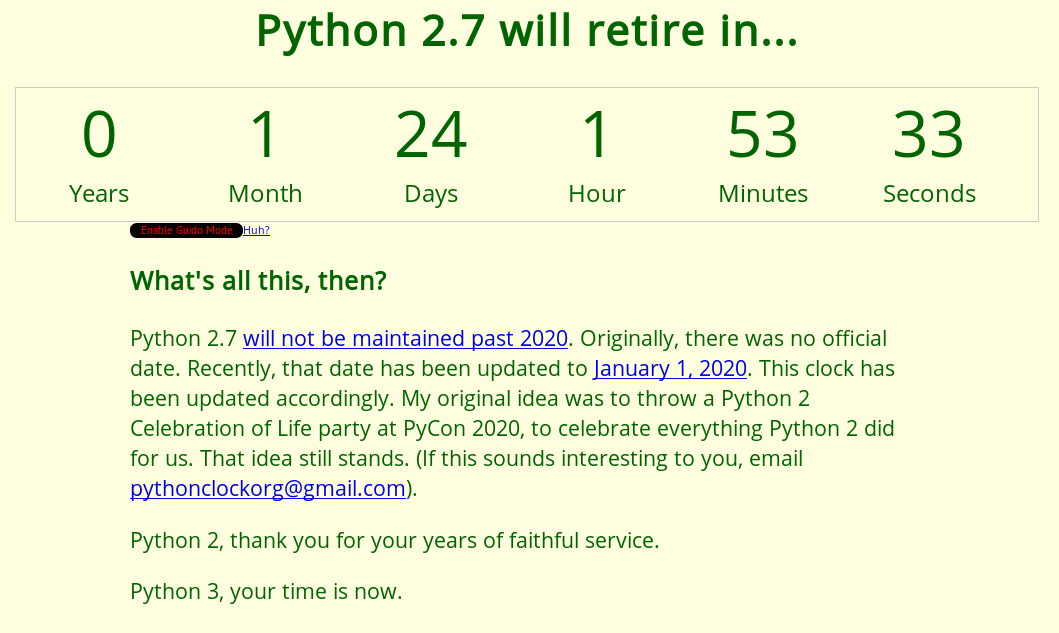 Python 2.7 will retire in...
0 1 24 1 53 33
Years Month Days Hour Minutes Seconds
Enable Guido Mode Huh?
What's all this, then?
Python 2.7 will not be maintained past 2020. Originally, there was no official
date. Recently, that date has been updated to January 1, 2020. This clock has
been updated accordingly. My original idea was to throw a Python 2
Celebration of Life party at PyCon 2020, to celebrate everything Python 2 did
for us. That idea still stands. (If this sounds interesting to you, email
pythonclockorg@gmail.com).
Python 2, thank you for your years of faithful service.
Python 3, your time is now.